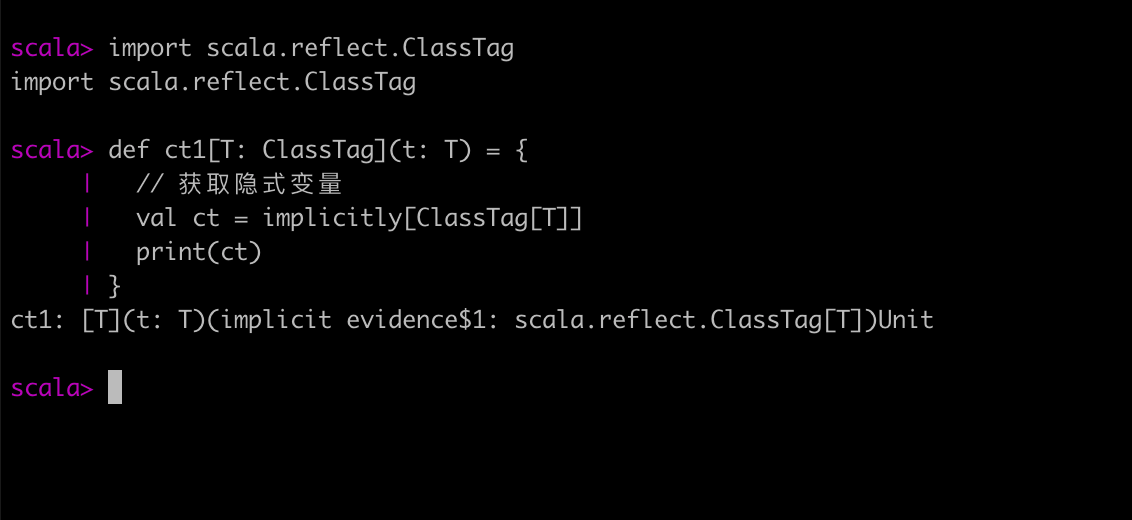 scala> import scala.reflect.ClassTag
import scala.reflect.ClassTag
scala> def ct1[T: ClassTag](t: T) = {
     |   // 获取隐式变量
     |   val ct = implicitly[ClassTag[T]]
     |   print(ct)
     | }
ct1: [T](t: T)(implicit evidence$1: scala.reflect.ClassTag[T])Unit
scala>